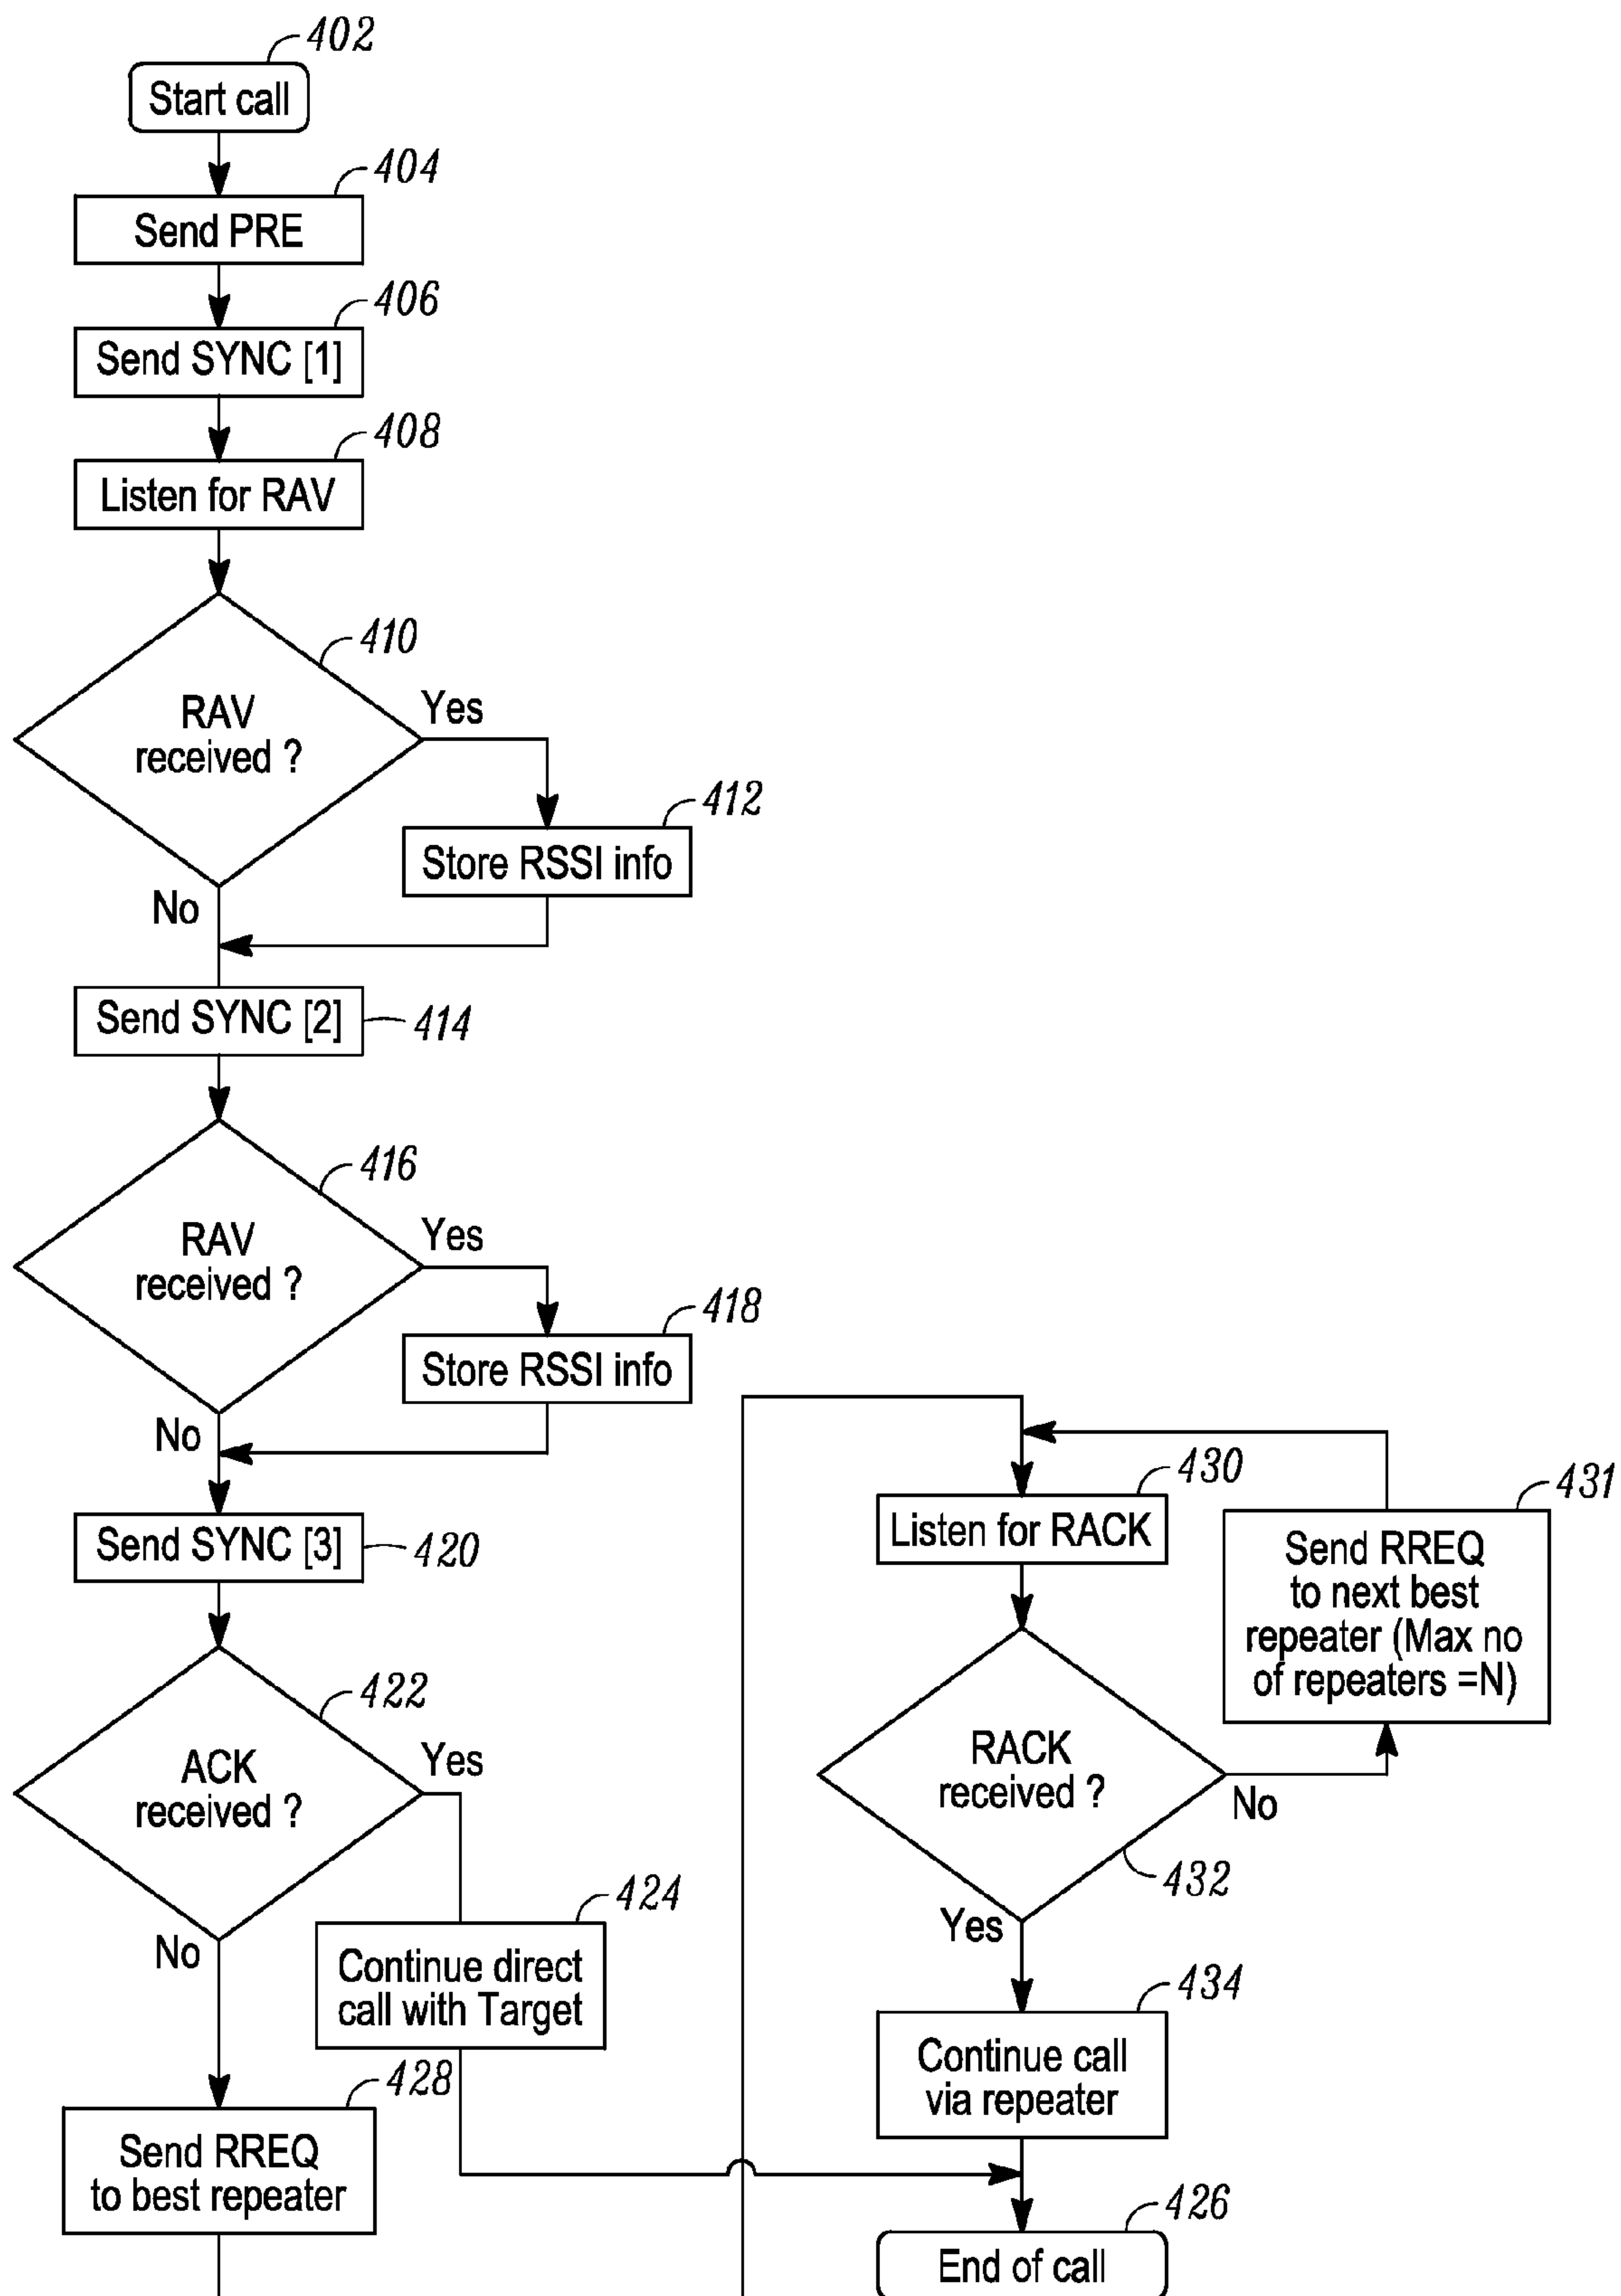 402
Start call
404
Send PRE
406
Send SYNC [1]
408
Listen for RAV
410
RAV
received ?
Yes
412
Store RSSI info
No
Send SYNC [2]
414
416
RAV
received ?
Yes
418
Store RSSI info
No
Send SYNC [3]
420
422
ACK
received ?
Yes
424
Continue direct
call with Target
No
428
Send RREQ
to best repeater
430
Listen for RACK
431
Send RREQ
to next best
repeater (Max no
of repeaters =N)
RACK
received ?
No
432
Yes
434
Continue call
via repeater
426
End of call